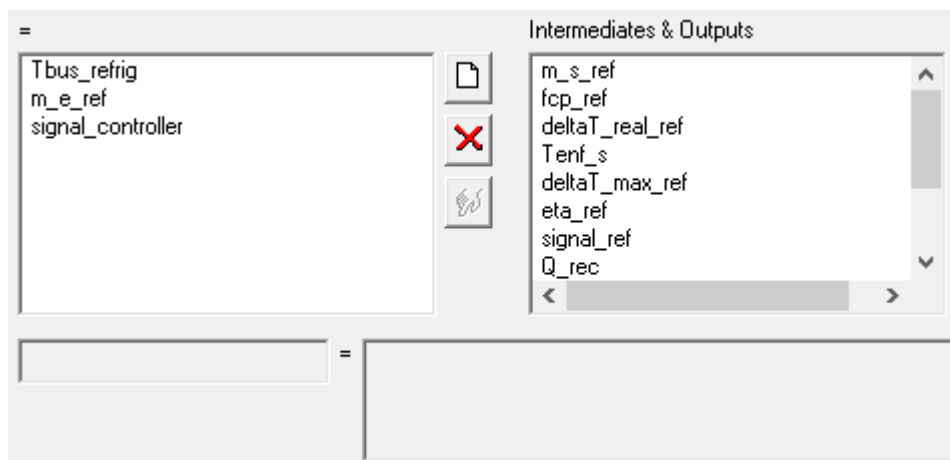 =
Intermediates & Outputs
Tbus_refrig
m_e_ref
signal_controller
m_s_ref
fcp_ref
deltaT_real_ref
Tenf_s
deltaT_max_ref
eta_ref
signal_ref
Q_rec
=